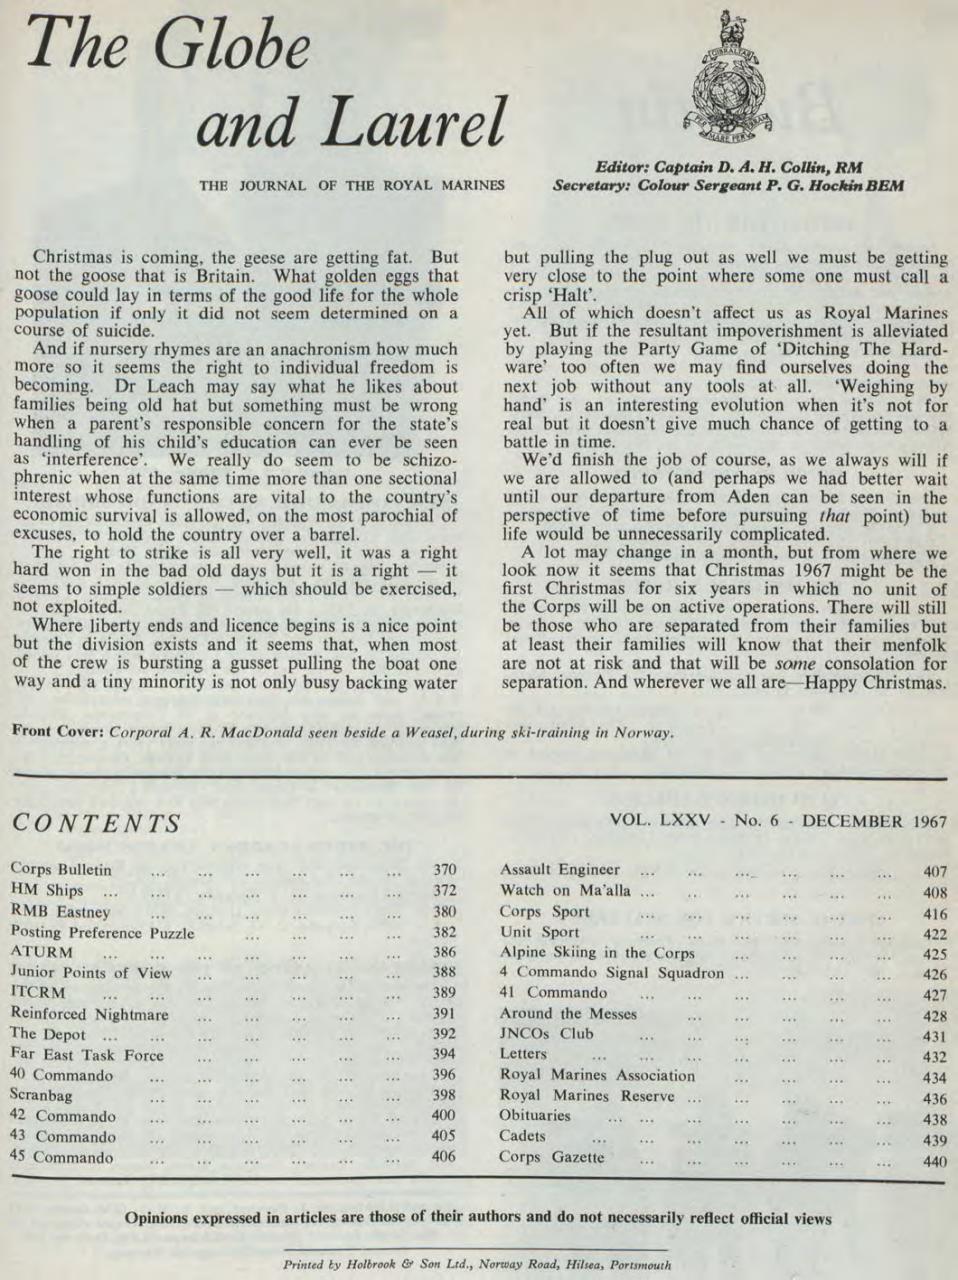 The Globe
and Laurel
THE JOURNAL OF THE ROYAL MARINES
GIBRALTAR
PER MARE PER TERRAM
Editor: Captain D. A. H. Collin, RM
Secretary: Colour Sergeant P. G. Hockin BEM
Christmas is coming, the geese are getting fat. But
not the goose that is Britain. What golden eggs that
goose could lay in terms of the good life for the whole
population if only it did not seem determined on a
course of suicide.
And if nursery rhymes are an anachronism how much
more so it seems the right to individual freedom is
becoming. Dr Leach may say what he likes about
families being old hat but something must be wrong
when a parent's responsible concern for the state's
handling of his child's education can ever be seen
as 'interference'. We really do seem to be schizo-
phrenic when at the same time more than one sectional
interest whose functions are vital to the country's
economic survival is allowed, on the most parochial of
excuses, to hold the country over a barrel.
The right to strike is all very well, it was a right
hard won in the bad old days but it is a right — it
seems to simple soldiers — which should be exercised,
not exploited.
Where liberty ends and licence begins is a nice point
but the division exists and it seems that, when most
of the crew is bursting a gusset pulling the boat one
way and a tiny minority is not only busy backing water
but pulling the plug out as well we must be getting
very close to the point where some one must call a
crisp 'Halt'.
All of which doesn't affect us as Royal Marines
yet. But if the resultant impoverishment is alleviated
by playing the Party Game of 'Ditching The Hard-
ware' too often we may find ourselves doing the
next job without any tools at all. 'Weighing by
hand' is an interesting evolution when it's not for
real but it doesn't give much chance of getting to a
battle in time.
We'd finish the job of course, as we always will if
we are allowed to (and perhaps we had better wait
until our departure from Aden can be seen in the
perspective of time before pursuing that point) but
life would be unnecessarily complicated.
A lot may change in a month, but from where we
look now it seems that Christmas 1967 might be the
first Christmas for six years in which no unit of
the Corps will be on active operations. There will still
be those who are separated from their families but
at least their families will know that their menfolk
are not at risk and that will be some consolation for
separation. And wherever we all are—Happy Christmas.
Front Cover: Corporal A. R. MacDonald seen beside a Weasel, during ski-training in Norway.
CONTENTS
VOL. LXXV - No. 6 - DECEMBER 1967
Corps Bulletin ... ... ... ... ... ... 370
HM Ships ... ... ... ... ... ... ... 372
RMB Eastney ... ... ... ... ... ... 380
Posting Preference Puzzle ... ... ... ... 382
ATURM ... ... ... ... ... ... ... 386
Junior Points of View ... ... ... ... ... 388
ITCRM ... ... ... ... ... ... ... 389
Reinforced Nightmare ... ... ... ... ... 391
The Depot ... ... ... ... ... ... ... 392
Far East Task Force ... ... ... ... ... 394
40 Commando ... ... ... ... ... ... 396
Scranbag ... ... ... ... ... ... 398
42 Commando ... ... ... ... ... ... 400
43 Commando ... ... ... ... ... ... 405
45 Commando ... ... ... ... ... ... 406
Assault Engineer ... ... ... ... ... ... 407
Watch on Ma'alla ... ... ... ... ... ... 408
Corps Sport ... ... ... ... ... ... 416
Unit Sport ... ... ... ... ... ... 422
Alpine Skiing in the Corps ... ... ... ... 425
4 Commando Signal Squadron ... ... ... ... 426
41 Commando ... ... ... ... ... ... 427
Around the Messes ... ... ... ... ... 428
JNCOs Club ... ... ... ... ... ... 431
Letters ... ... ... ... ... ... ... 432
Royal Marines Association ... ... ... ... 434
Royal Marines Reserve ... ... ... ... ... 436
Obituaries ... ... ... ... ... ... ... 438
Cadets ... ... ... ... ... ... ... 439
Corps Gazette ... ... ... ... ... ... 440
Opinions expressed in articles are those of their authors and do not necessarily reflect official views
Printed by Holbrook & Son Ltd., Norway Road, Hilsea, Portsmouth